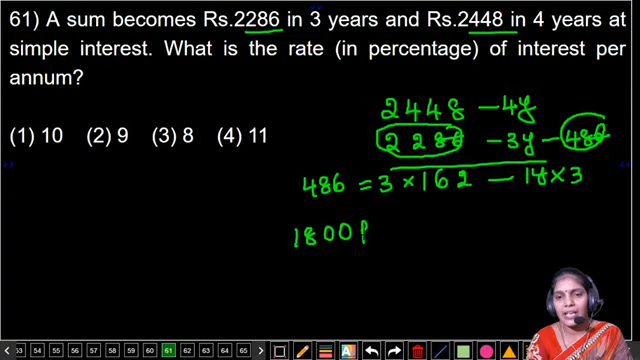 61) A sum becomes Rs.2286 in 3 years and Rs.2448 in 4 years at
simple interest. What is the rate (in percentage) of interest per
annum?
(1) 10 (2) 9 (3) 8 (4) 11
2448 - 4y
2286 - 3y - 486
486 = 3 × 162 - 1y × 3
1800 P
53 54 55 56 57 58 59 60 61 62 63 64 65